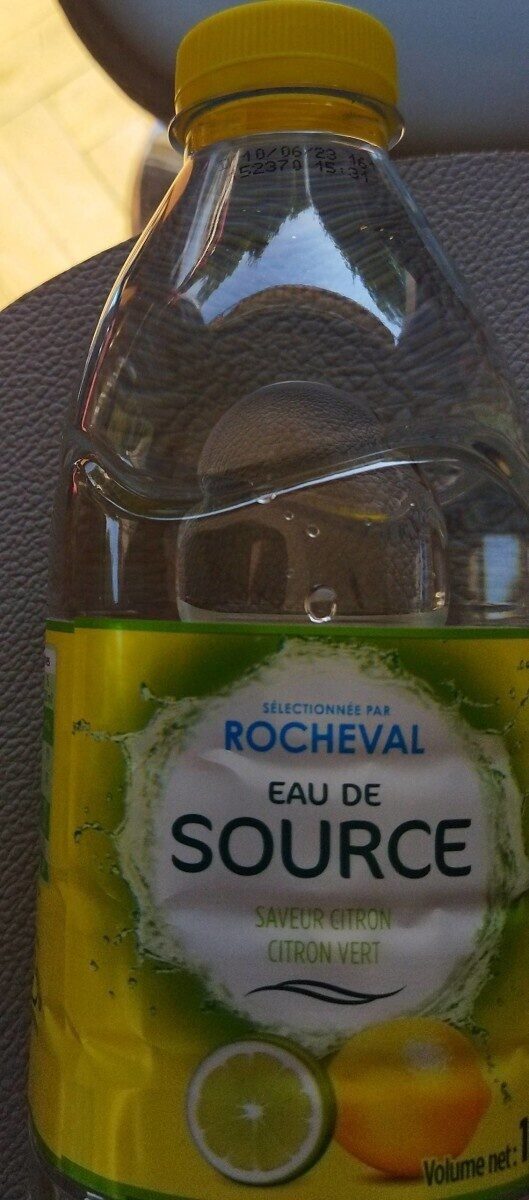 10/06/23 16
52370 15:31
SÉLECTIONNÉE PAR
ROCHEVAL
EAU DE
SOURCE
SAVEUR CITRON
CITRON VERT
Volume net: 1